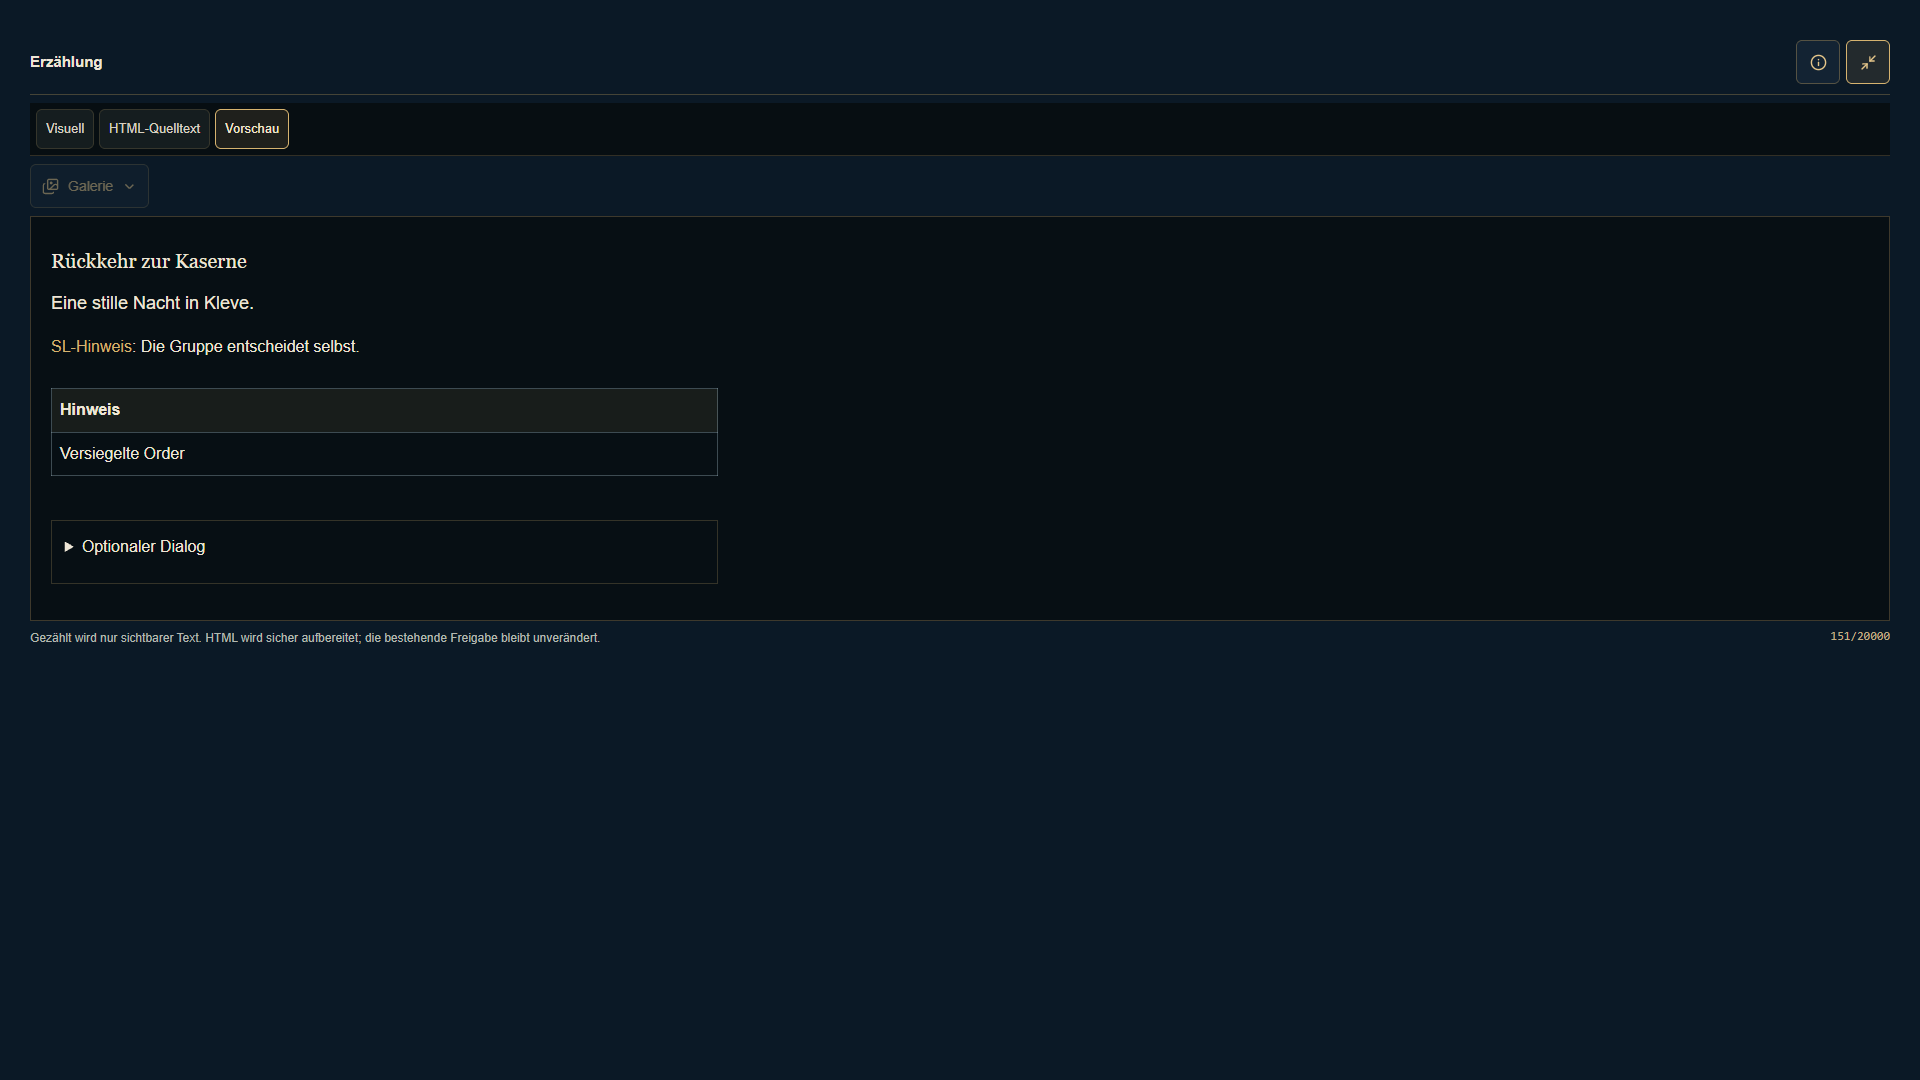 Erzählung
Visuell
HTML-Quelltext
Vorschau
Galerie
Rückkehr zur Kaserne
Eine stille Nacht in Kleve.
SL-Hinweis: Die Gruppe entscheidet selbst.
Hinweis
Versiegelte Order
Optionaler Dialog
Gezählt wird nur sichtbarer Text. HTML wird sicher aufbereitet; die bestehende Freigabe bleibt unverändert.
151/20000